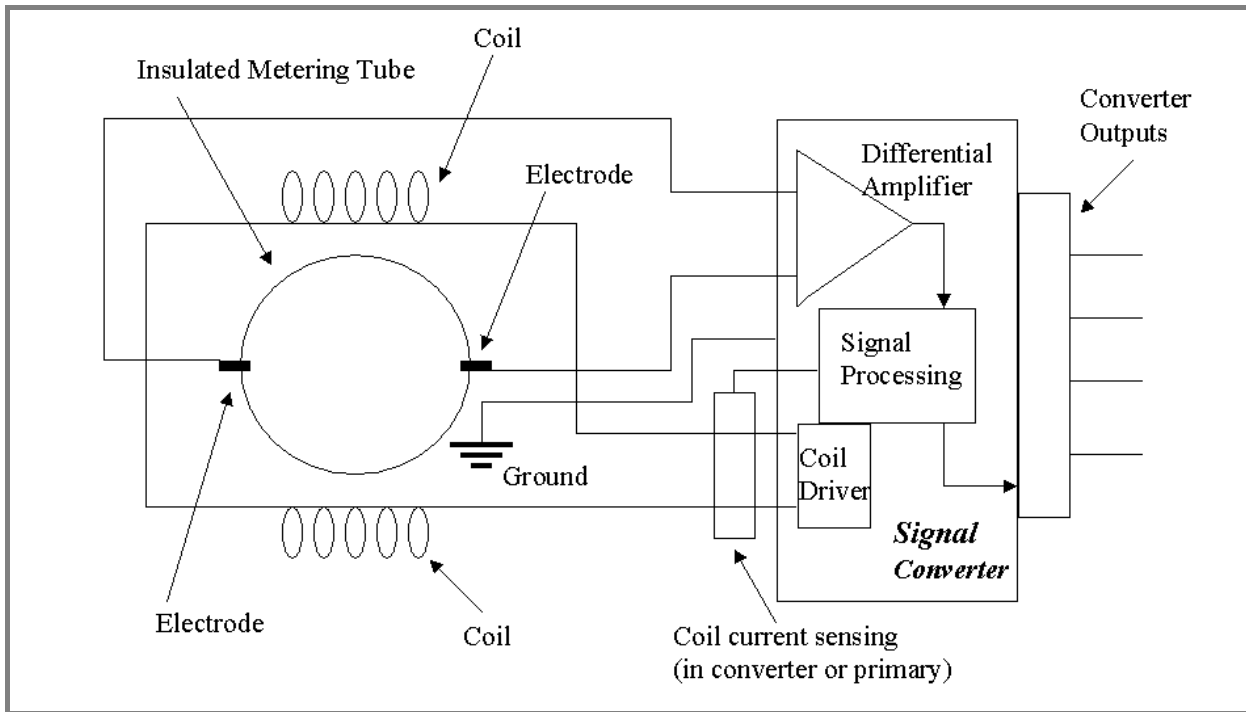 Coil
Insulated Metering Tube
Converter
Outputs
Electrode
Differential
Amplifier
Signal
Processing
Ground
Coil
Driver
Signal
Converter
Electrode
Coil
Coil current sensing
(in converter or primary)